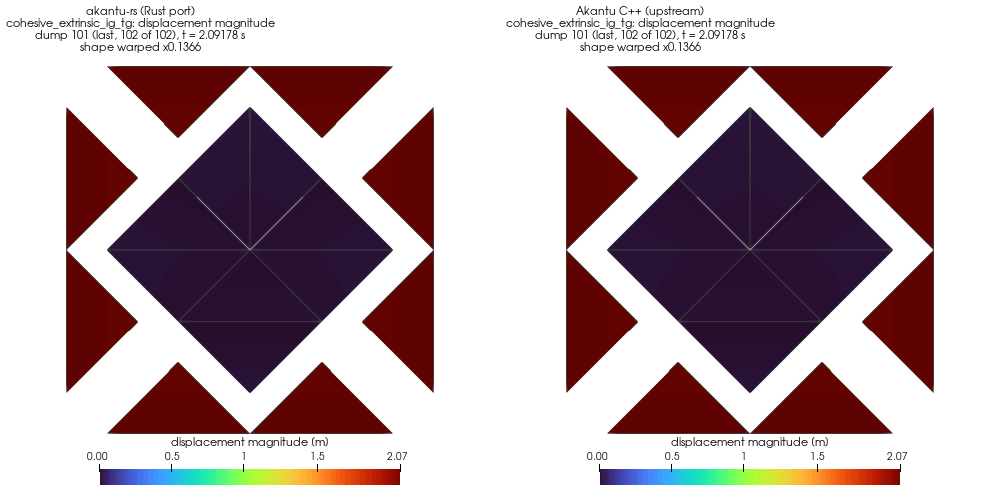 akantu-rs (Rust port)
cohesive_extrinsic_ig_tg: displacement magnitude
dump 101 (last, 102 of 102), t = 2.09178 s
shape warped x0.1366
displacement magnitude (m)
0.00 0.5 1 1.5 2.07
Akantu C++ (upstream)
cohesive_extrinsic_ig_tg: displacement magnitude
dump 101 (last, 102 of 102), t = 2.09178 s
shape warped x0.1366
displacement magnitude (m)
0.00 0.5 1 1.5 2.07